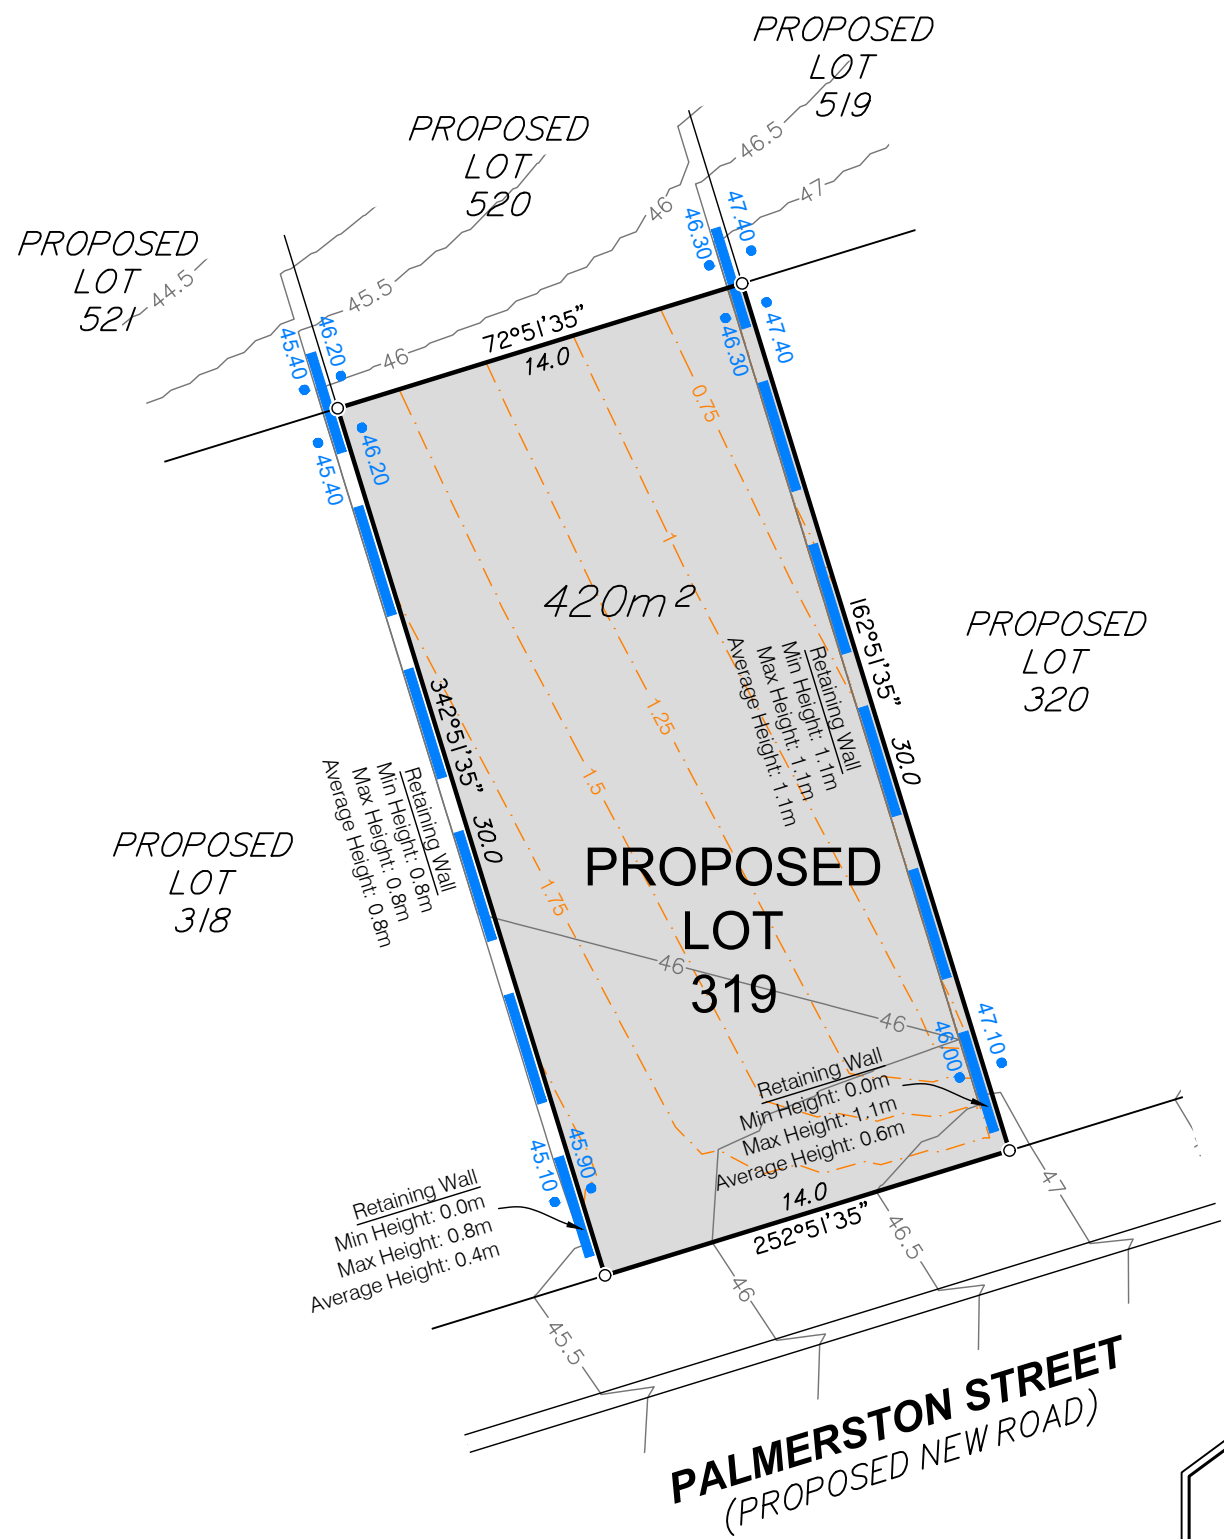 PROPOSED
LOT
519
PROPOSED
LOT
520
PROPOSED
LOT
521
46.5
47
46
45.5
44.5
46
47.40
46.30
47.40
46.30
46.20
45.40
46.20
45.40
72°51'35"
14.0
0.75
1
1.25
1.5
1.75
420m²
162°51'35"
30.0
342°51'35"
30.0
Retaining Wall
Min Height: 1.1m
Max Height: 1.1m
Average Height: 1.1m
PROPOSED
LOT
320
Retaining Wall
Min Height: 0.8m
Max Height: 0.8m
Average Height: 0.8m
PROPOSED
LOT
318
PROPOSED
LOT
319
46
46
46.00
47.10
Retaining Wall
Min Height: 0.0m
Max Height: 1.1m
Average Height: 0.6m
45.90
45.10
Retaining Wall
Min Height: 0.0m
Max Height: 0.8m
Average Height: 0.4m
14.0
252°51'35"
47
46.5
46
45.5
PALMERSTON STREET
(PROPOSED NEW ROAD)